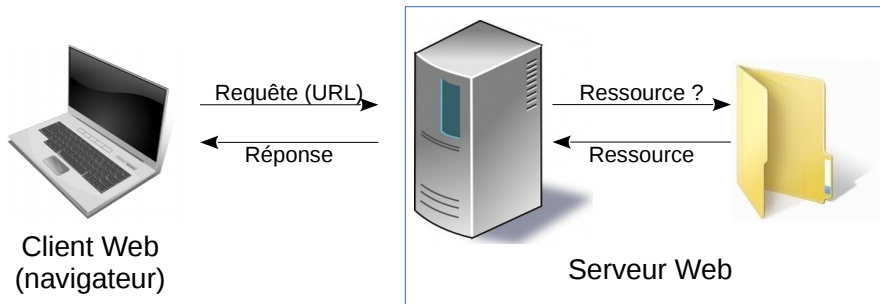 Requête (URL)
Réponse
Ressource ?
Ressource
Client Web
(navigateur)
Serveur Web